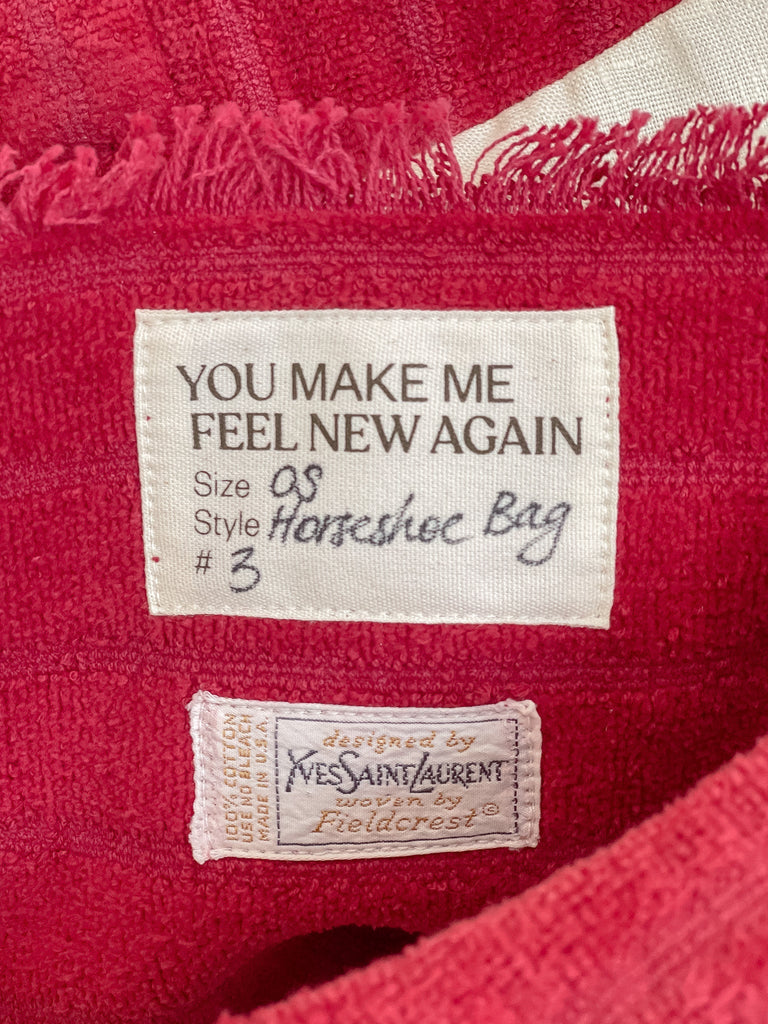 YOU MAKE ME
FEEL NEW AGAIN
Size OS
Style Horseshoe Bag
# 3
100% COTTON
USE NO BLEACH
MADE IN U.S.A.
designed by
YVESSAINTLAURENT
woven by
Fieldcrest©